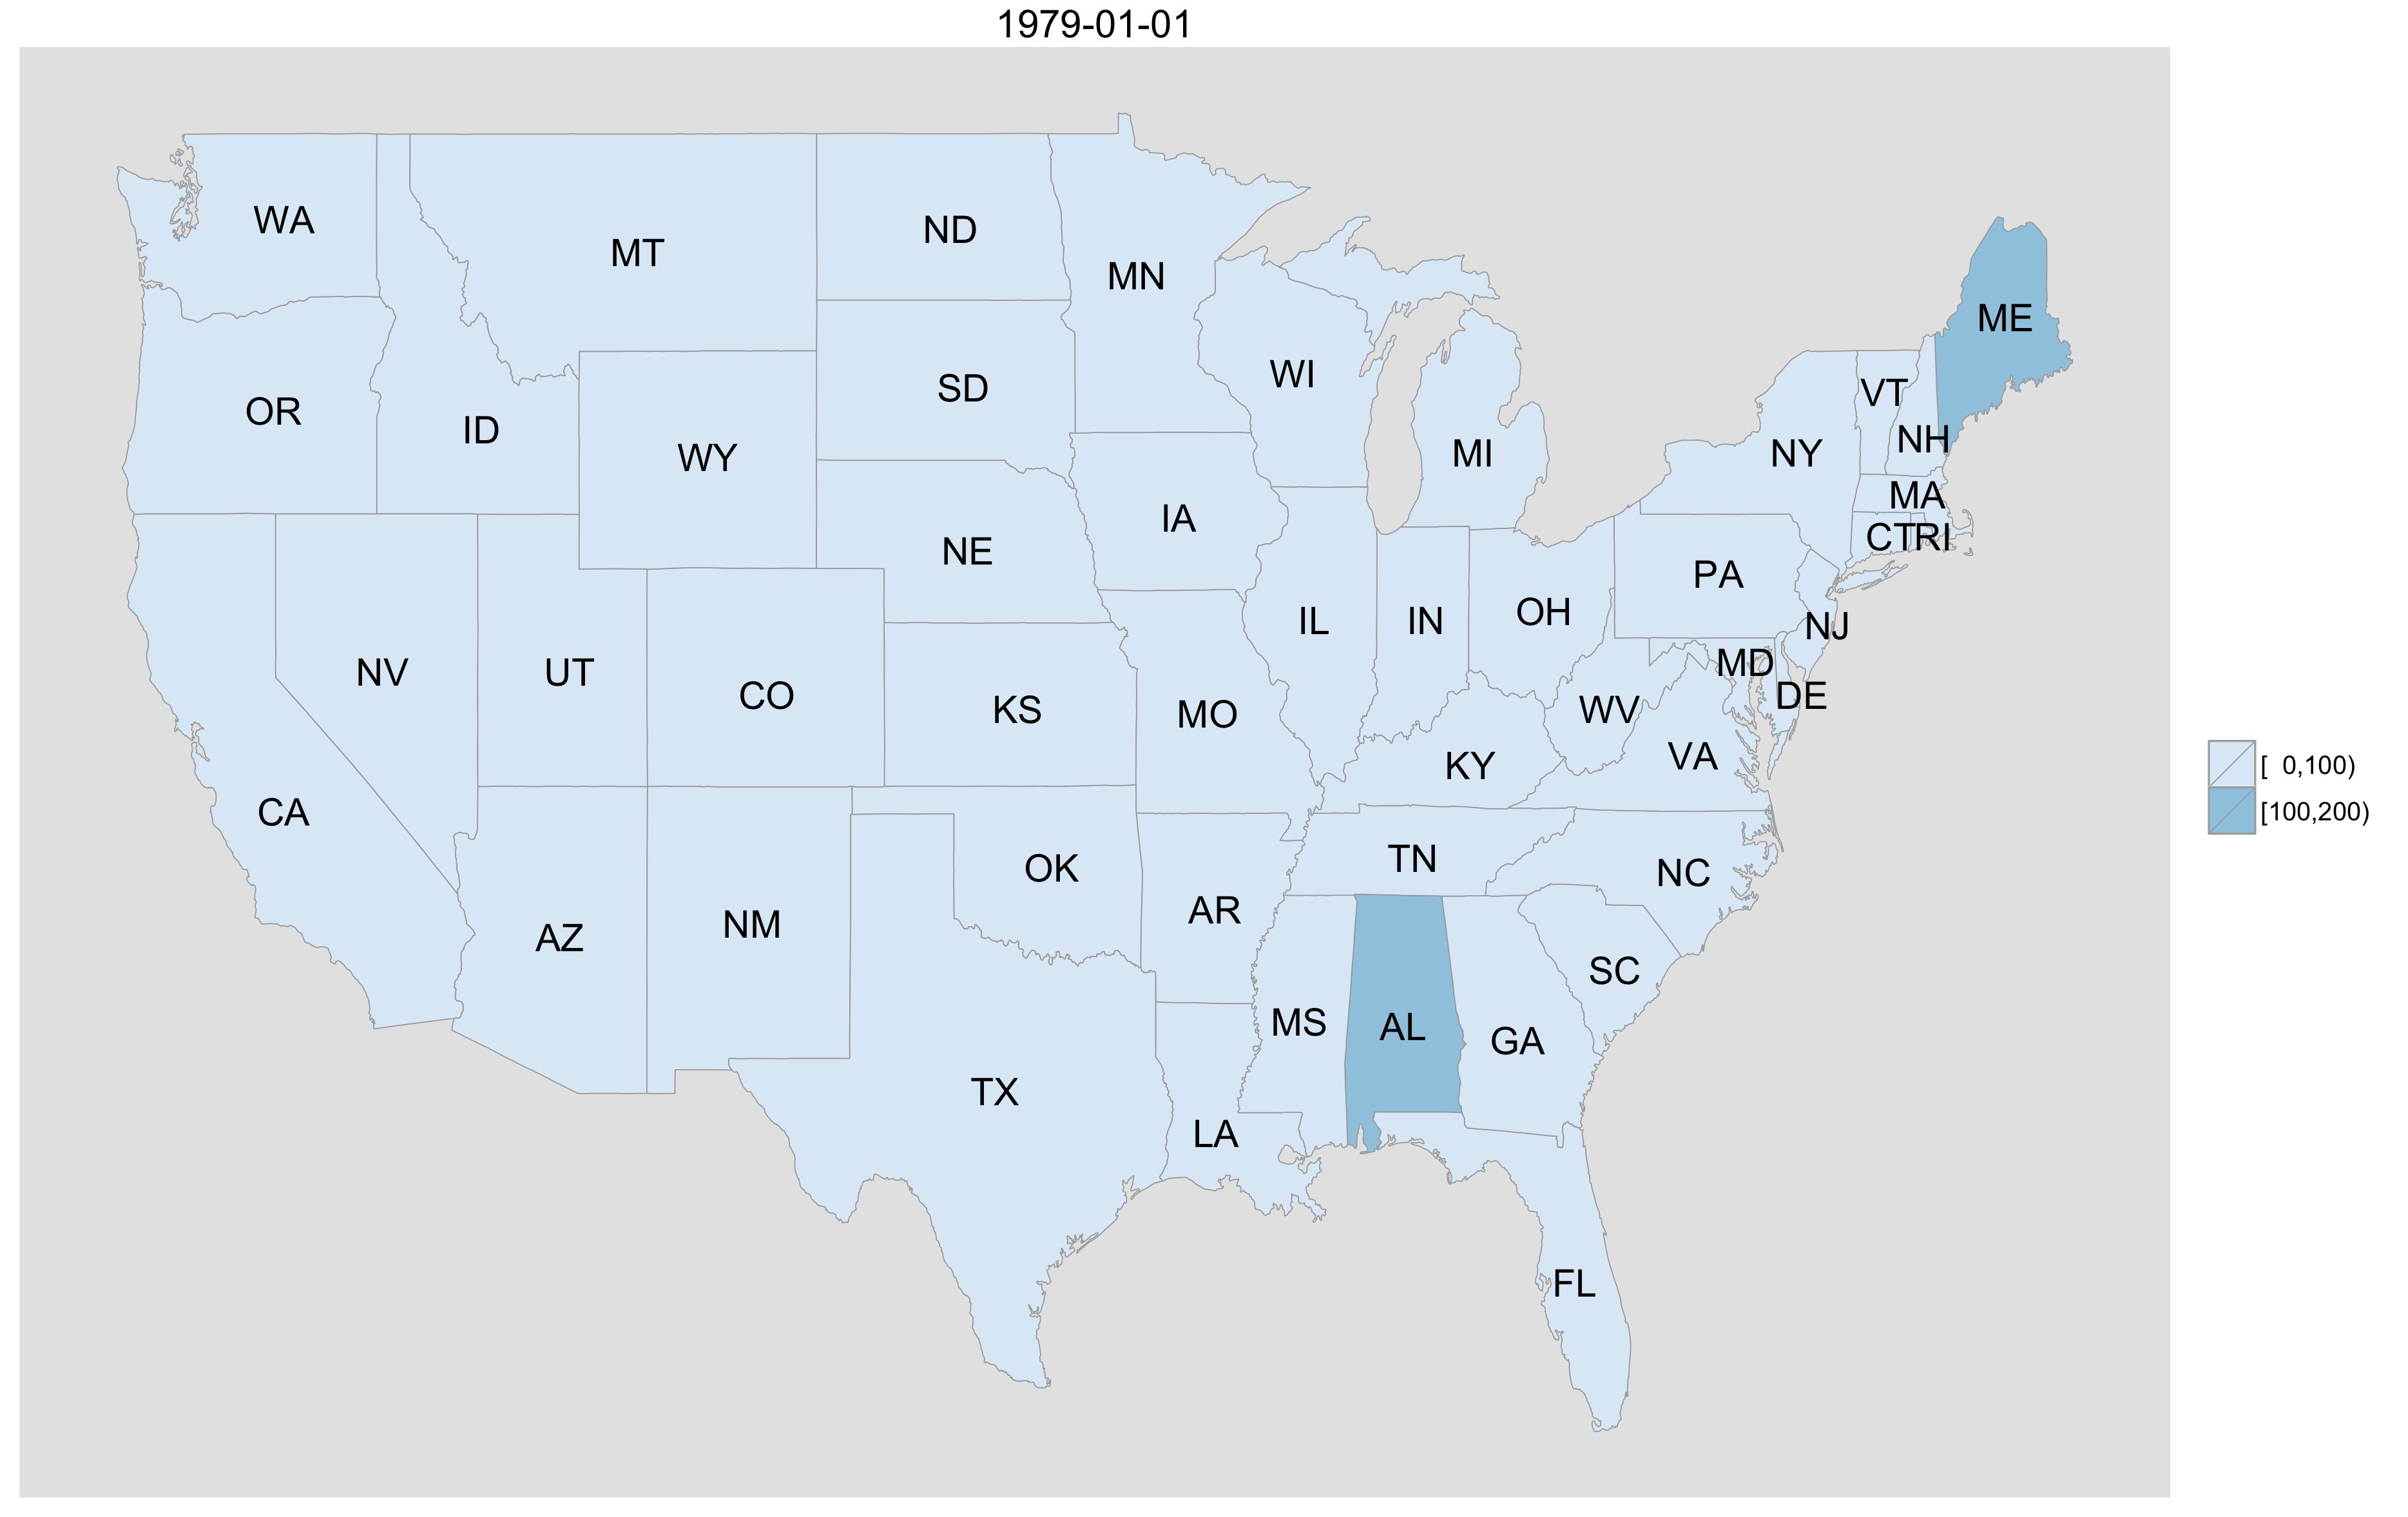 1979-01-01
WA
MT
ND
MN
ME
OR
ID
WY
SD
WI
MI
NY
VT
NH
MA
CT
RI
NE
IA
PA
NJ
NV
UT
CO
KS
MO
IL
IN
OH
MD
DE
WV
VA
KY
CA
AZ
NM
OK
AR
TN
NC
SC
MS
AL
GA
TX
LA
FL
[  0,100)
[100,200)